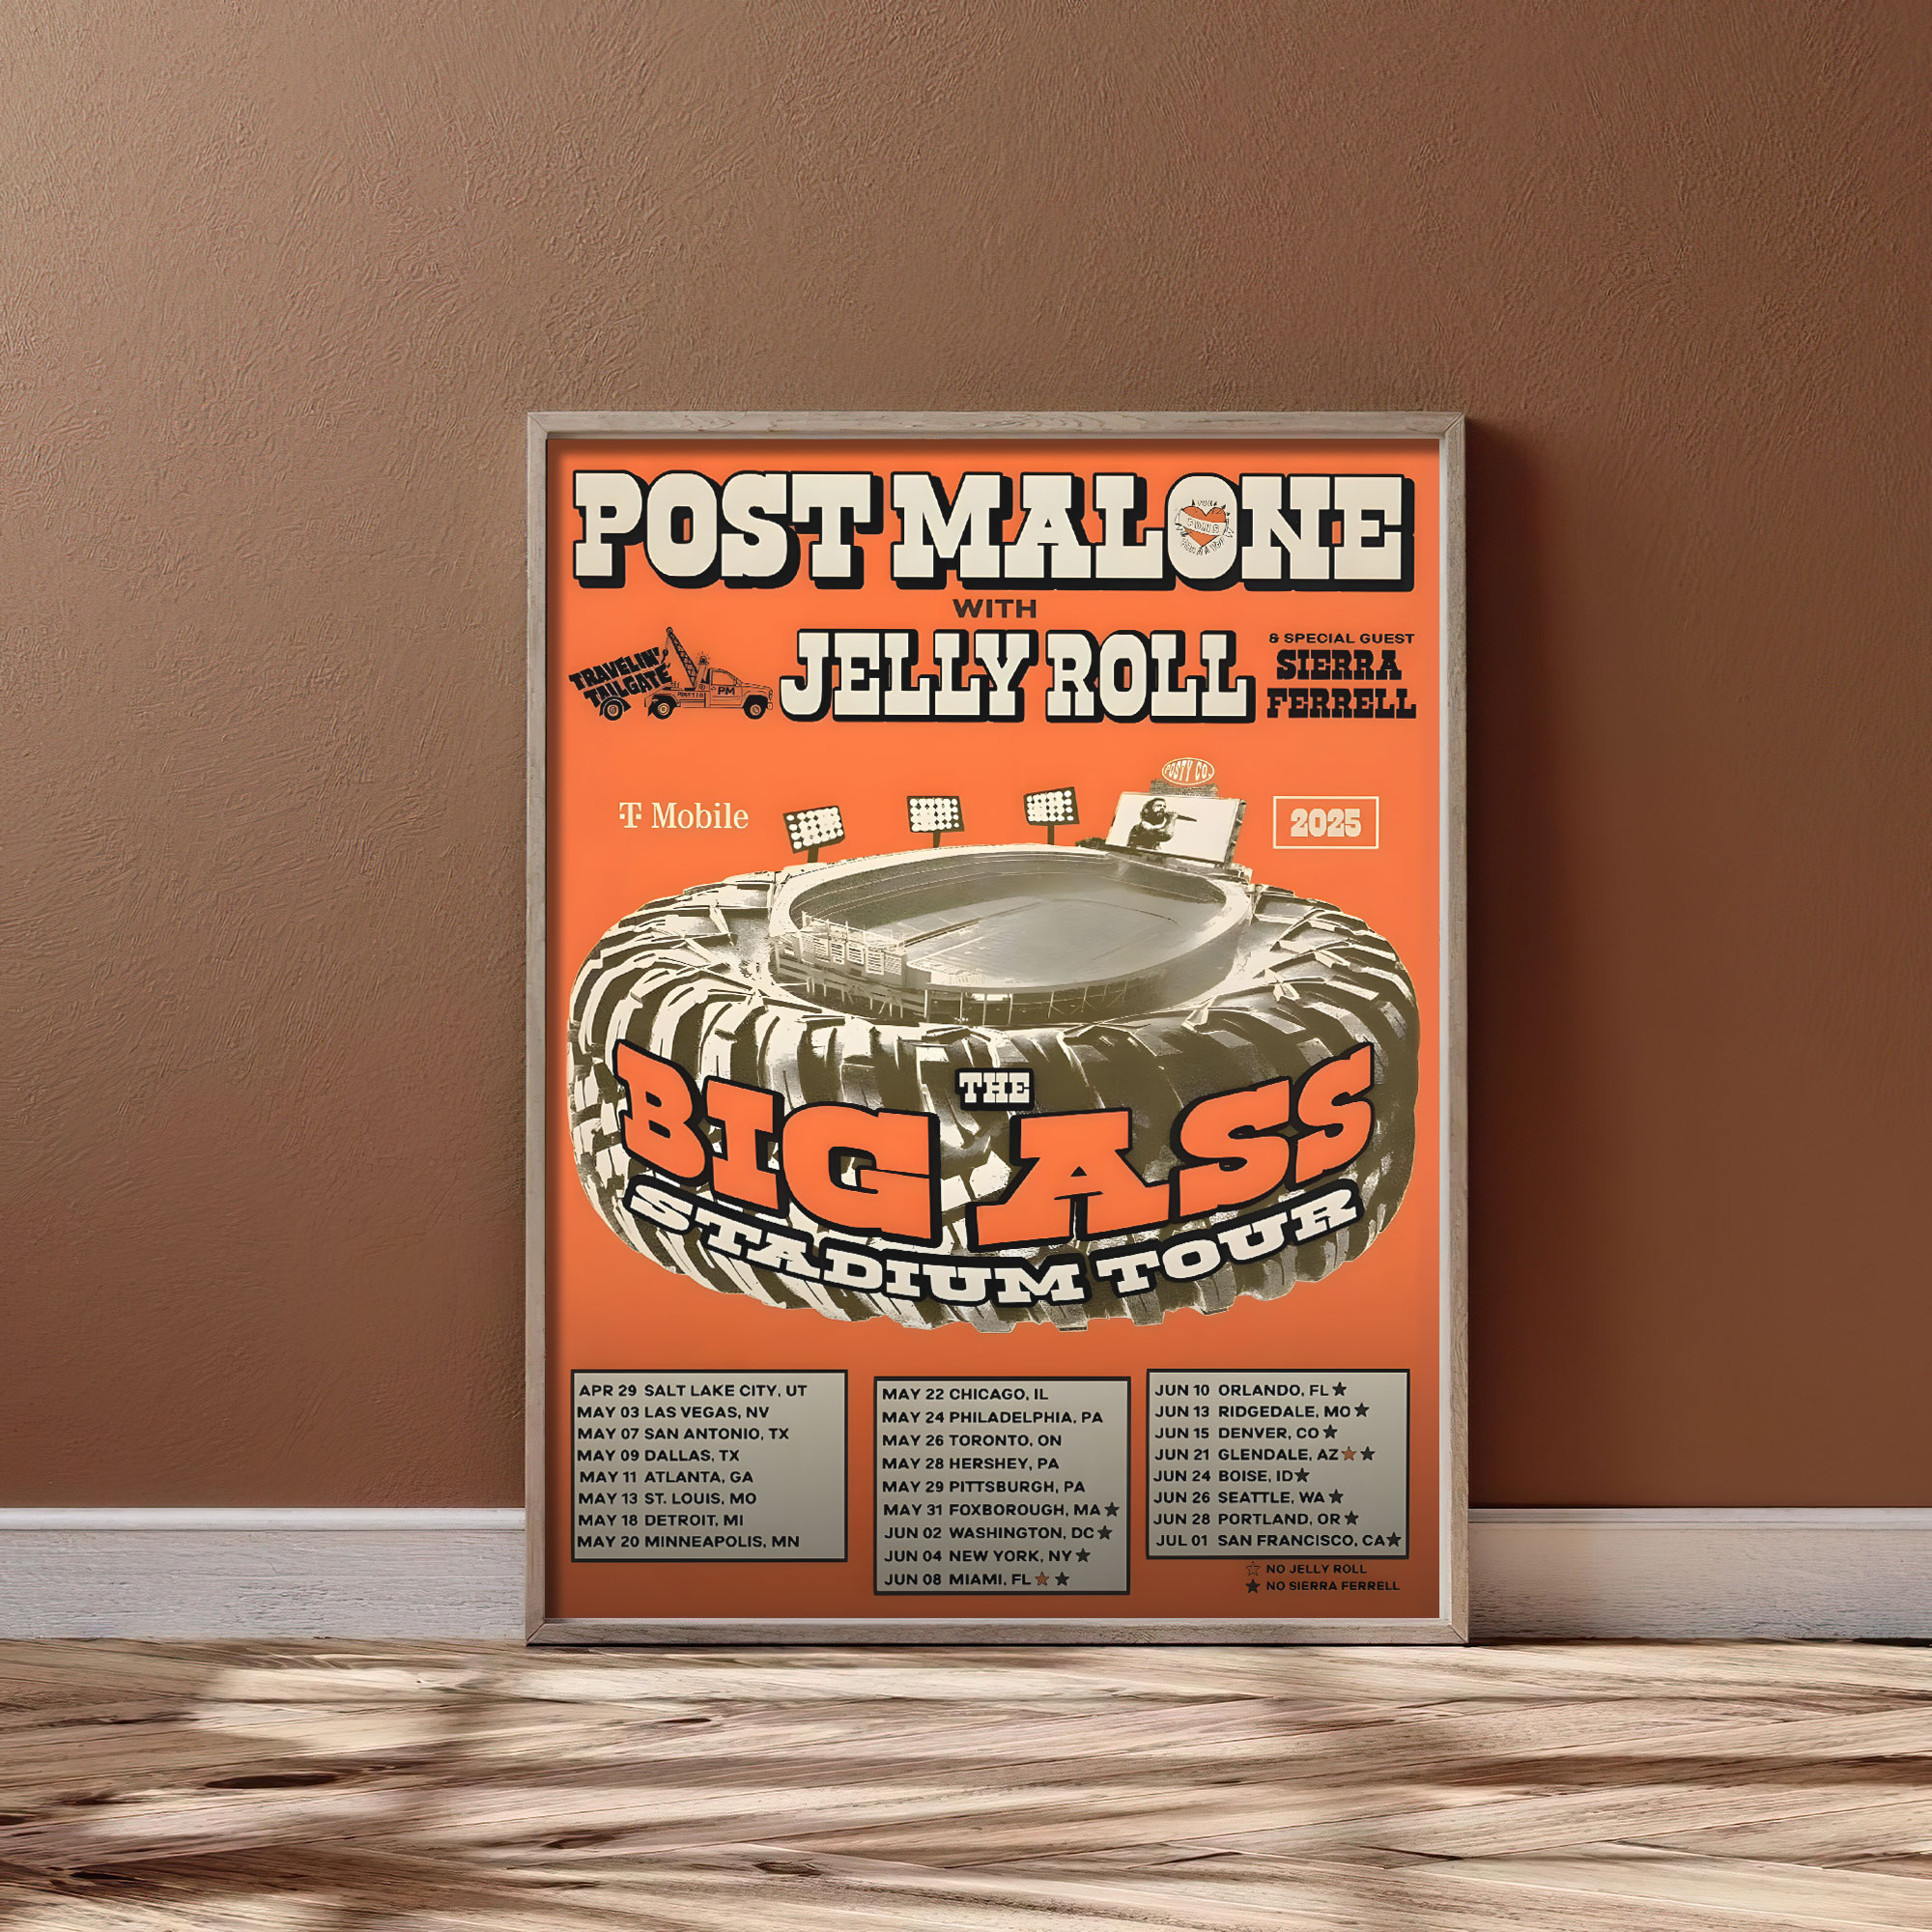 POST MALONE
WITH
TRAVELIN'
TAILGATE
PM
JELLY ROLL
& SPECIAL GUEST
SIERRA
FERRELL
POSTY CO.
T Mobile
2025
THE
BIG ASS
STADIUM TOUR
APR 29 SALT LAKE CITY, UT
MAY 03 LAS VEGAS, NV
MAY 07 SAN ANTONIO, TX
MAY 09 DALLAS, TX
MAY 11 ATLANTA, GA
MAY 13 ST. LOUIS, MO
MAY 18 DETROIT, MI
MAY 20 MINNEAPOLIS, MN
MAY 22 CHICAGO, IL
MAY 24 PHILADELPHIA, PA
MAY 26 TORONTO, ON
MAY 28 HERSHEY, PA
MAY 29 PITTSBURGH, PA
MAY 31 FOXBOROUGH, MA ★
JUN 02 WASHINGTON, DC ★
JUN 04 NEW YORK, NY ★
JUN 08 MIAMI, FL ☆ ★
JUN 10 ORLANDO, FL ★
JUN 13 RIDGEDALE, MO ★
JUN 15 DENVER, CO ★
JUN 21 GLENDALE, AZ ☆ ★
JUN 24 BOISE, ID ★
JUN 26 SEATTLE, WA ★
JUN 28 PORTLAND, OR ★
JUL 01 SAN FRANCISCO, CA ★
☆ NO JELLY ROLL
★ NO SIERRA FERRELL